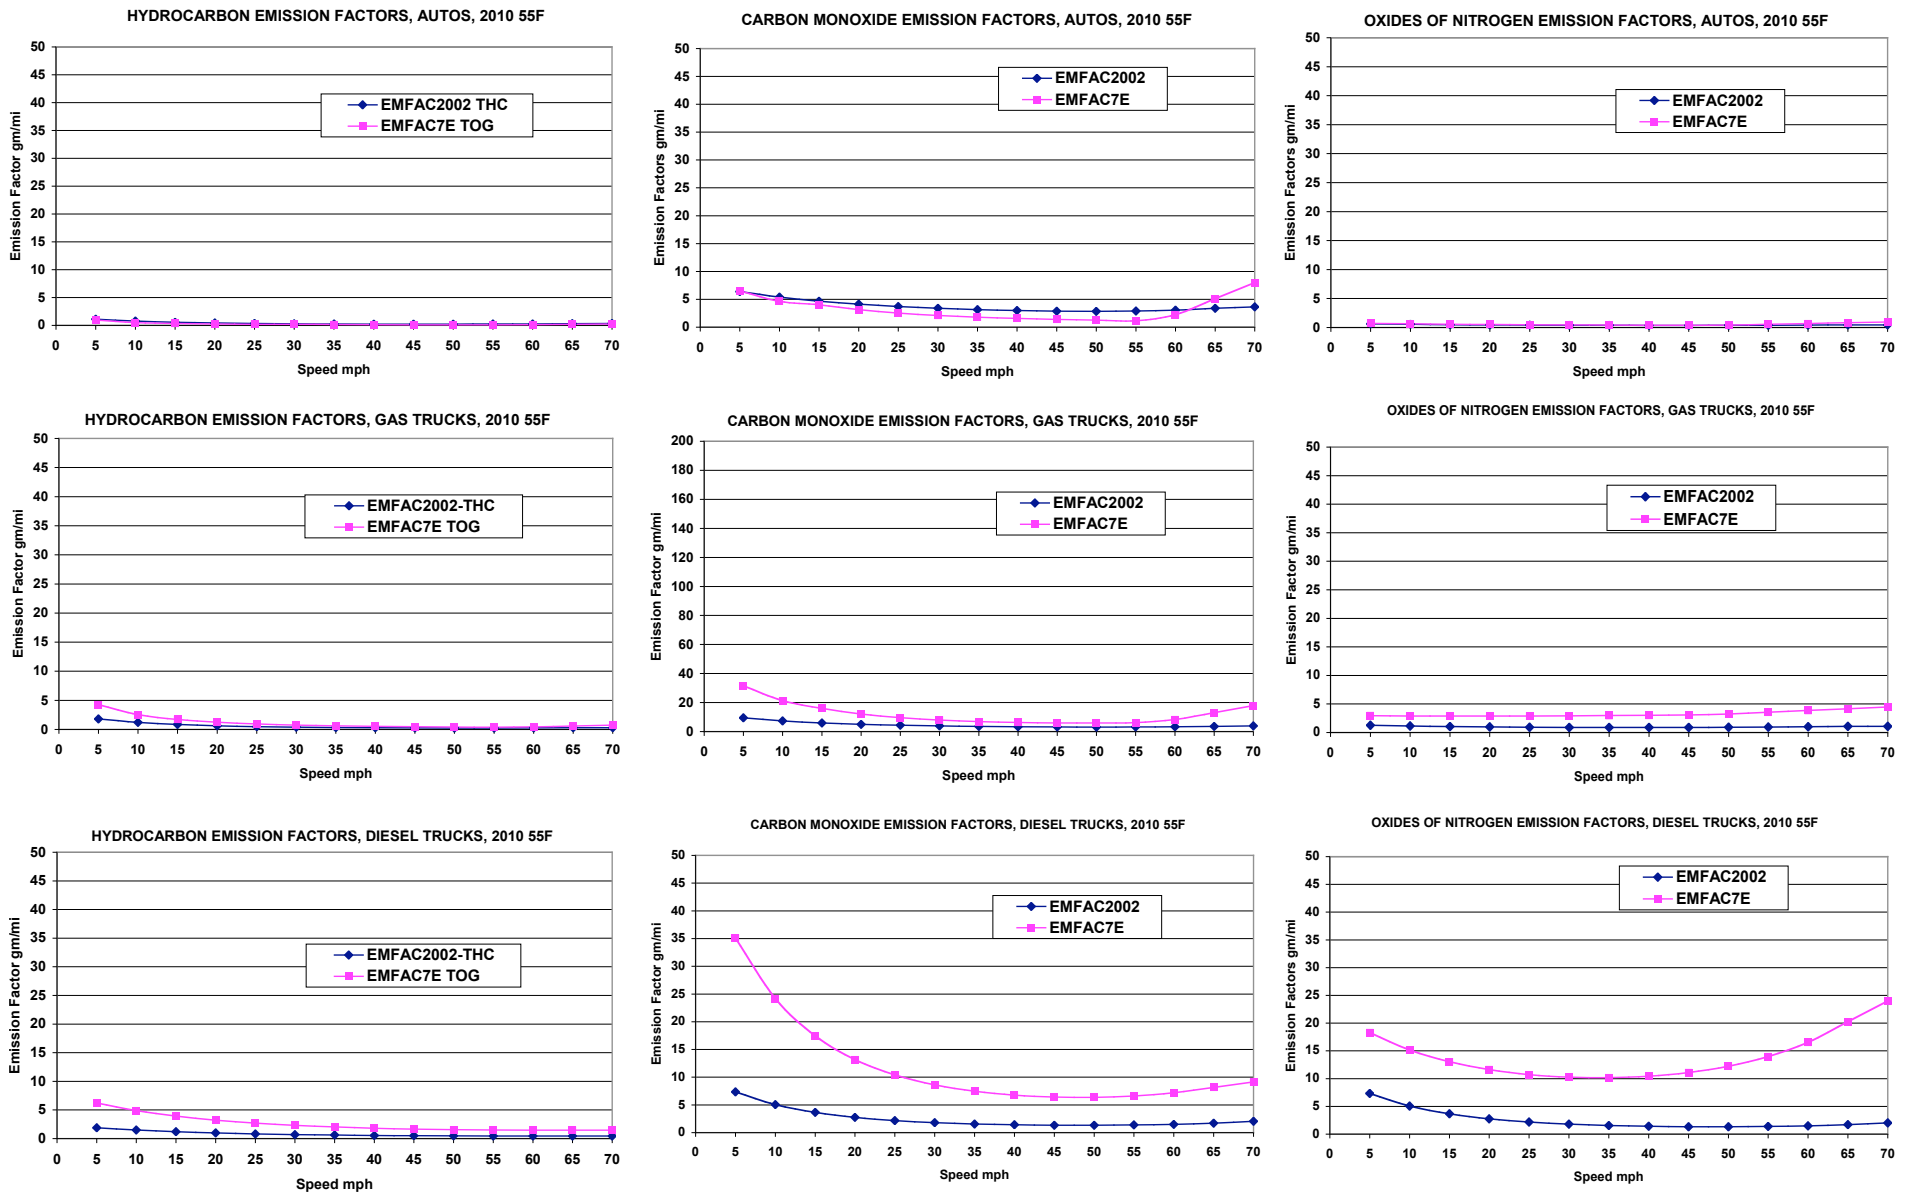 HYDROCARBON EMISSION FACTORS, AUTOS, 2010 55F
50
45
40
35
30
25
20
15
10
5
0
Emission Factor gm/mi
EMFAC2002 THC
EMFAC7E TOG
0 5 10 15 20 25 30 35 40 45 50 55 60 65 70
Speed mph
CARBON MONOXIDE EMISSION FACTORS, AUTOS, 2010 55F
50
45
40
35
30
25
20
15
10
5
0
Emission Factors gm/mi
EMFAC2002
EMFAC7E
0 5 10 15 20 25 30 35 40 45 50 55 60 65 70
Speed mph
OXIDES OF NITROGEN EMISSION FACTORS, AUTOS, 2010 55F
50
45
40
35
30
25
20
15
10
5
0
Emission Factors gm/mi
EMFAC2002
EMFAC7E
0 5 10 15 20 25 30 35 40 45 50 55 60 65 70
Speed mph
HYDROCARBON EMISSION FACTORS, GAS TRUCKS, 2010 55F
50
45
40
35
30
25
20
15
10
5
0
Emission Factor gm/mi
EMFAC2002-THC
EMFAC7E TOG
0 5 10 15 20 25 30 35 40 45 50 55 60 65 70
Speed mph
CARBON MONOXIDE EMISSION FACTORS, GAS TRUCKS, 2010 55F
200
180
160
140
120
100
80
60
40
20
0
Emission Factor gm/mi
EMFAC2002
EMFAC7E
0 5 10 15 20 25 30 35 40 45 50 55 60 65 70
Speed mph
OXIDES OF NITROGEN EMISSION FACTORS, GAS TRUCKS, 2010 55F
50
45
40
35
30
25
20
15
10
5
0
Emission Factor gm/mi
EMFAC2002
EMFAC7E
0 5 10 15 20 25 30 35 40 45 50 55 60 65 70
Speed mph
HYDROCARBON EMISSION FACTORS, DIESEL TRUCKS, 2010 55F
50
45
40
35
30
25
20
15
10
5
0
Emission Factor gm/mi
EMFAC2002-THC
EMFAC7E TOG
0 5 10 15 20 25 30 35 40 45 50 55 60 65 70
Speed mph
CARBON MONOXIDE EMISSION FACTORS, DIESEL TRUCKS, 2010 55F
50
45
40
35
30
25
20
15
10
5
0
Emission Factor gm/mi
EMFAC2002
EMFAC7E
0 5 10 15 20 25 30 35 40 45 50 55 60 65 70
Speed mph
OXIDES OF NITROGEN EMISSION FACTORS, DIESEL TRUCKS, 2010 55F
50
45
40
35
30
25
20
15
10
5
0
Emission Factors gm/mi
EMFAC2002
EMFAC7E
0 5 10 15 20 25 30 35 40 45 50 55 60 65 70
Speed mph